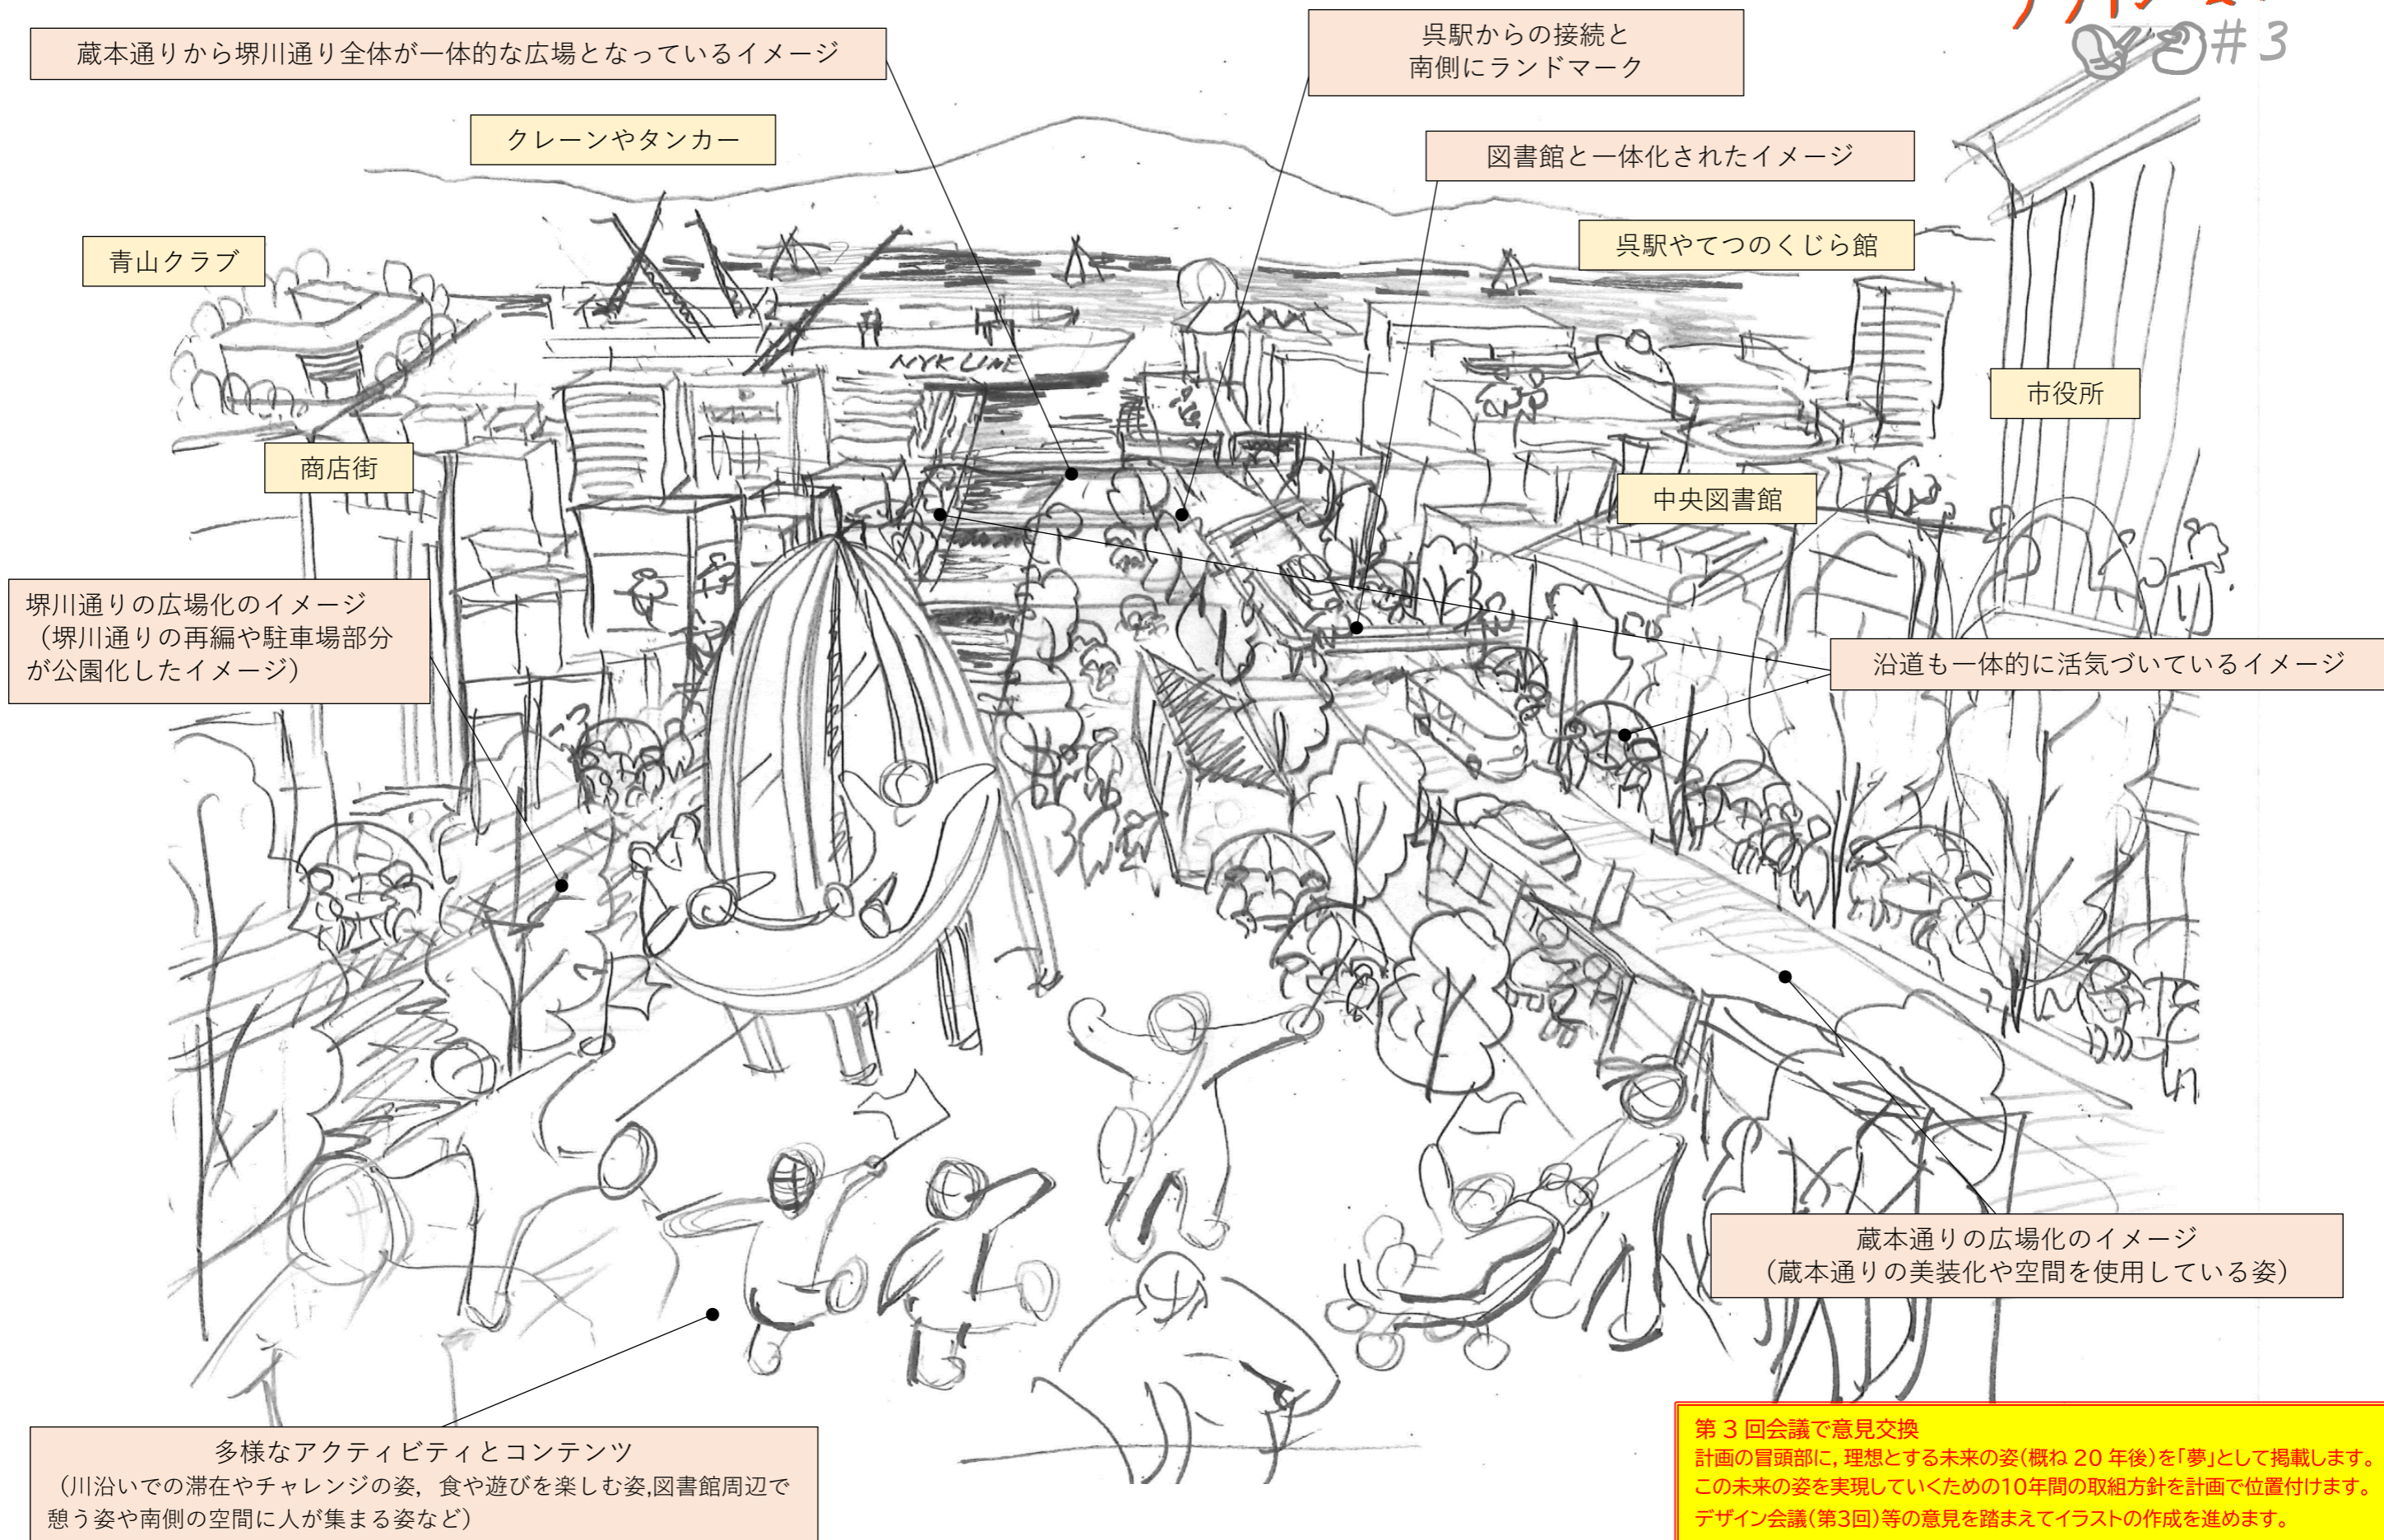 #3
蔵本通りから堺川通り全体が一体的な広場となっているイメージ
呉駅からの接続と
南側にランドマーク
クレーンやタンカー
図書館と一体化されたイメージ
青山クラブ
呉駅やてつのくじら館
NYK LINE
市役所
商店街
中央図書館
堺川通りの広場化のイメージ
（堺川通りの再編や駐車場部分
が公園化したイメージ）
沿道も一体的に活気づいているイメージ
蔵本通りの広場化のイメージ
（蔵本通りの美装化や空間を使用している姿）
多様なアクティビティとコンテンツ
（川沿いでの滞在やチャレンジの姿，食や遊びを楽しむ姿,図書館周辺で
憩う姿や南側の空間に人が集まる姿など）
第３回会議で意見交換
計画の冒頭部に，理想とする未来の姿（概ね 20 年後）を「夢」として掲載します。
この未来の姿を実現していくための10年間の取組方針を計画で位置付けます。
デザイン会議（第3回）等の意見を踏まえてイラストの作成を進めます。